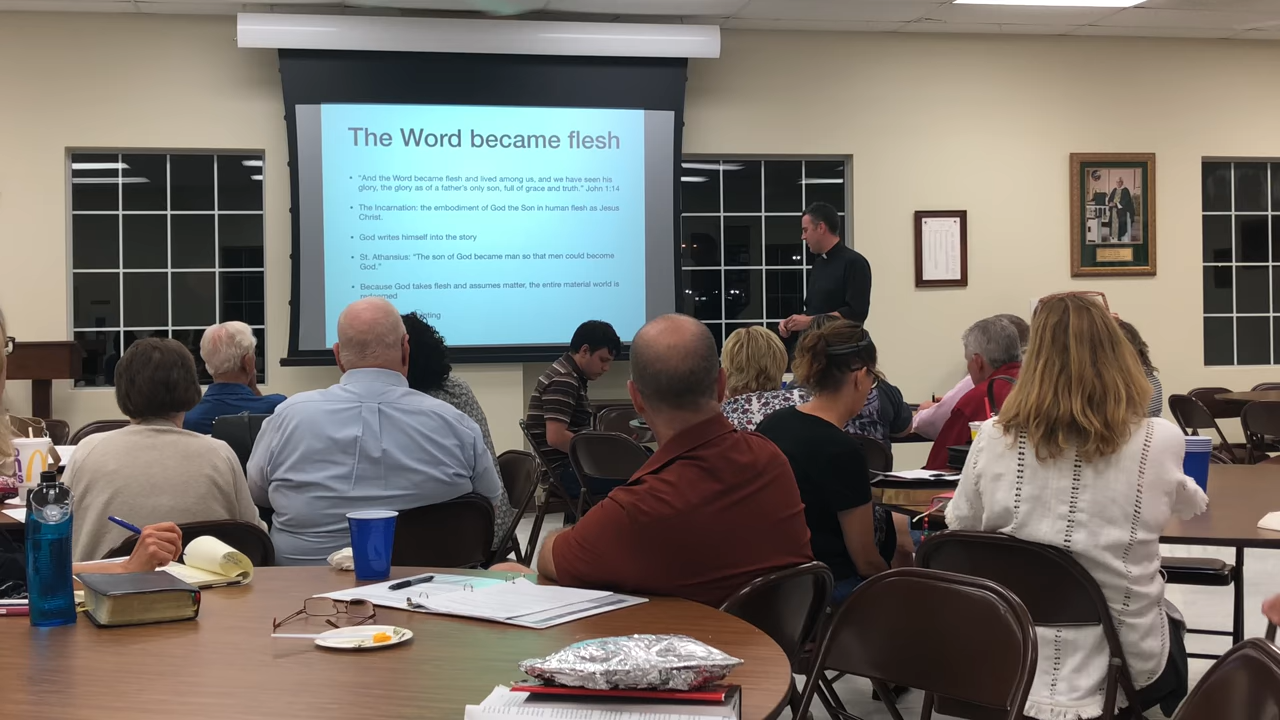 The Word became flesh
• "And the Word became flesh and lived among us, and we have seen his
glory, the glory as of a father's only son, full of grace and truth." John 1:14
• The Incarnation: the embodiment of God the Son in human flesh as Jesus
Christ.
• God writes himself into the story
• St. Athansius: "The son of God became man so that men could become
God."
• Because God takes flesh and assumes matter, the entire material world is
redeemed